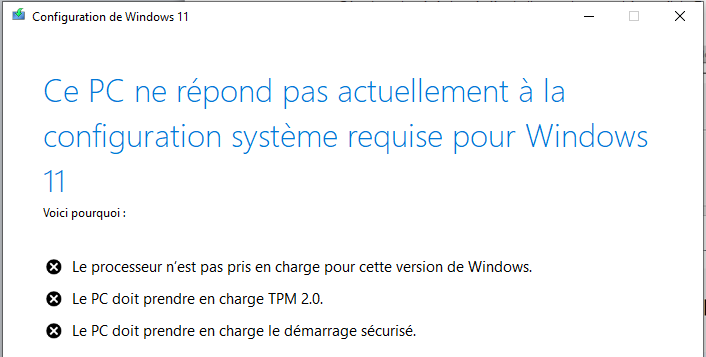 Configuration de Windows 11
Ce PC ne répond pas actuellement à la
configuration système requise pour Windows
11
Voici pourquoi :
Le processeur n'est pas pris en charge pour cette version de Windows.
Le PC doit prendre en charge TPM 2.0.
Le PC doit prendre en charge le démarrage sécurisé.